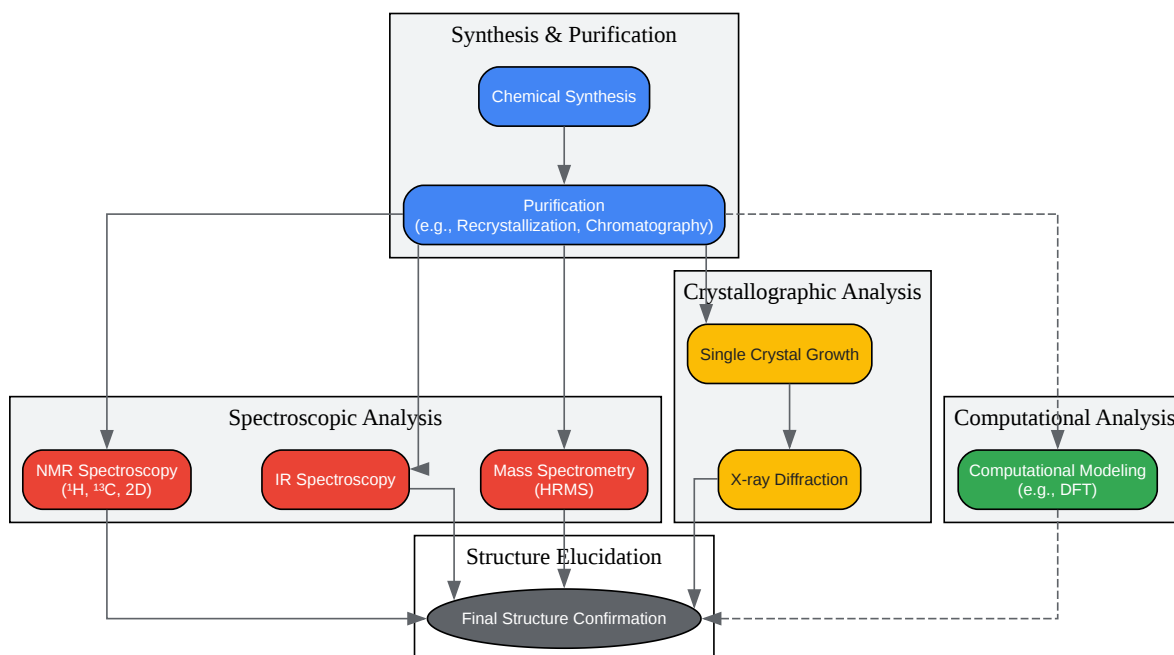 Synthesis & Purification
Chemical Synthesis
Purification
(e.g., Recrystallization, Chromatography)
Crystallographic Analysis
Single Crystal Growth
Spectroscopic Analysis
Computational Analysis
NMR Spectroscopy
(¹H, ¹³C, 2D)
IR Spectroscopy
Mass Spectrometry
(HRMS)
X-ray Diffraction
Computational Modeling
(e.g., DFT)
Structure Elucidation
Final Structure Confirmation